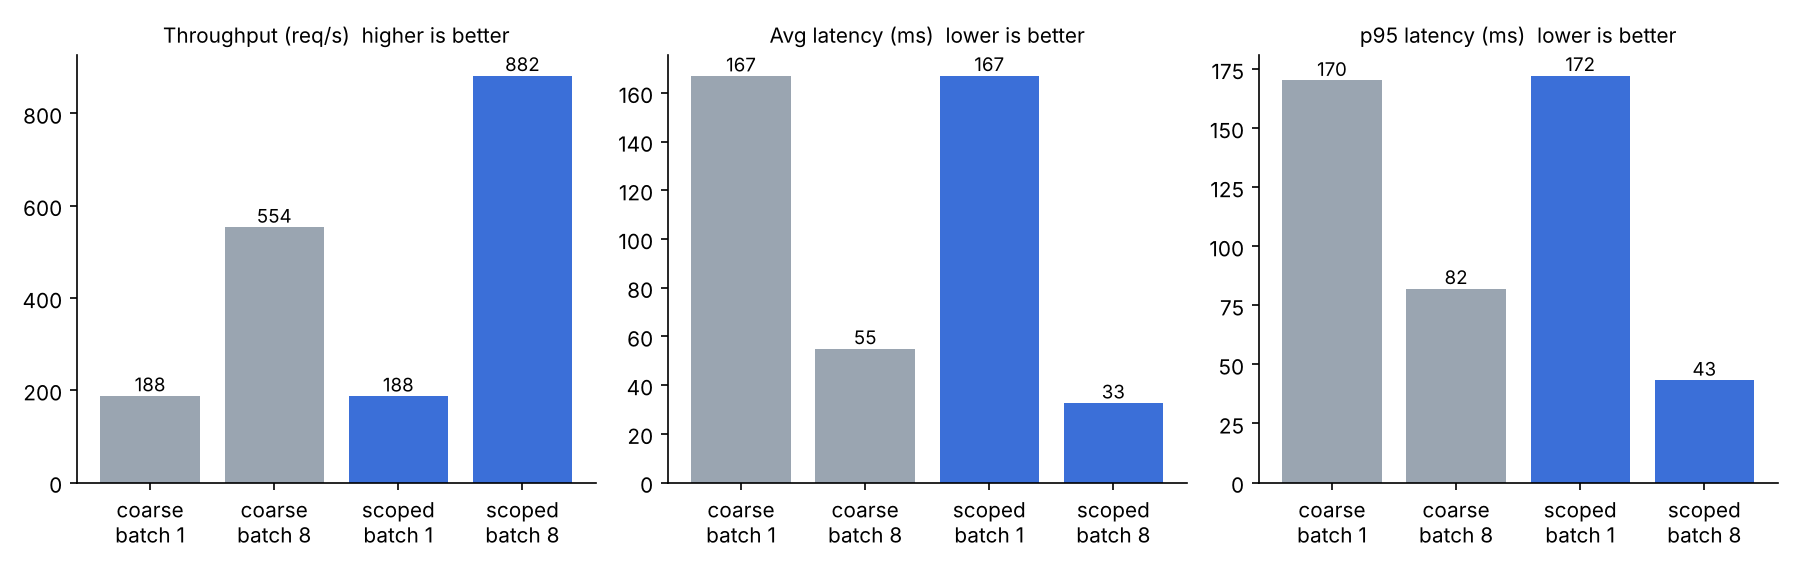 Throughput (req/s)  higher is better
800
600
400
200
0
188
554
188
882
coarse
batch 1
coarse
batch 8
scoped
batch 1
scoped
batch 8
Avg latency (ms)  lower is better
160
140
120
100
80
60
40
20
0
167
55
167
33
coarse
batch 1
coarse
batch 8
scoped
batch 1
scoped
batch 8
p95 latency (ms)  lower is better
175
150
125
100
75
50
25
0
170
82
172
43
coarse
batch 1
coarse
batch 8
scoped
batch 1
scoped
batch 8